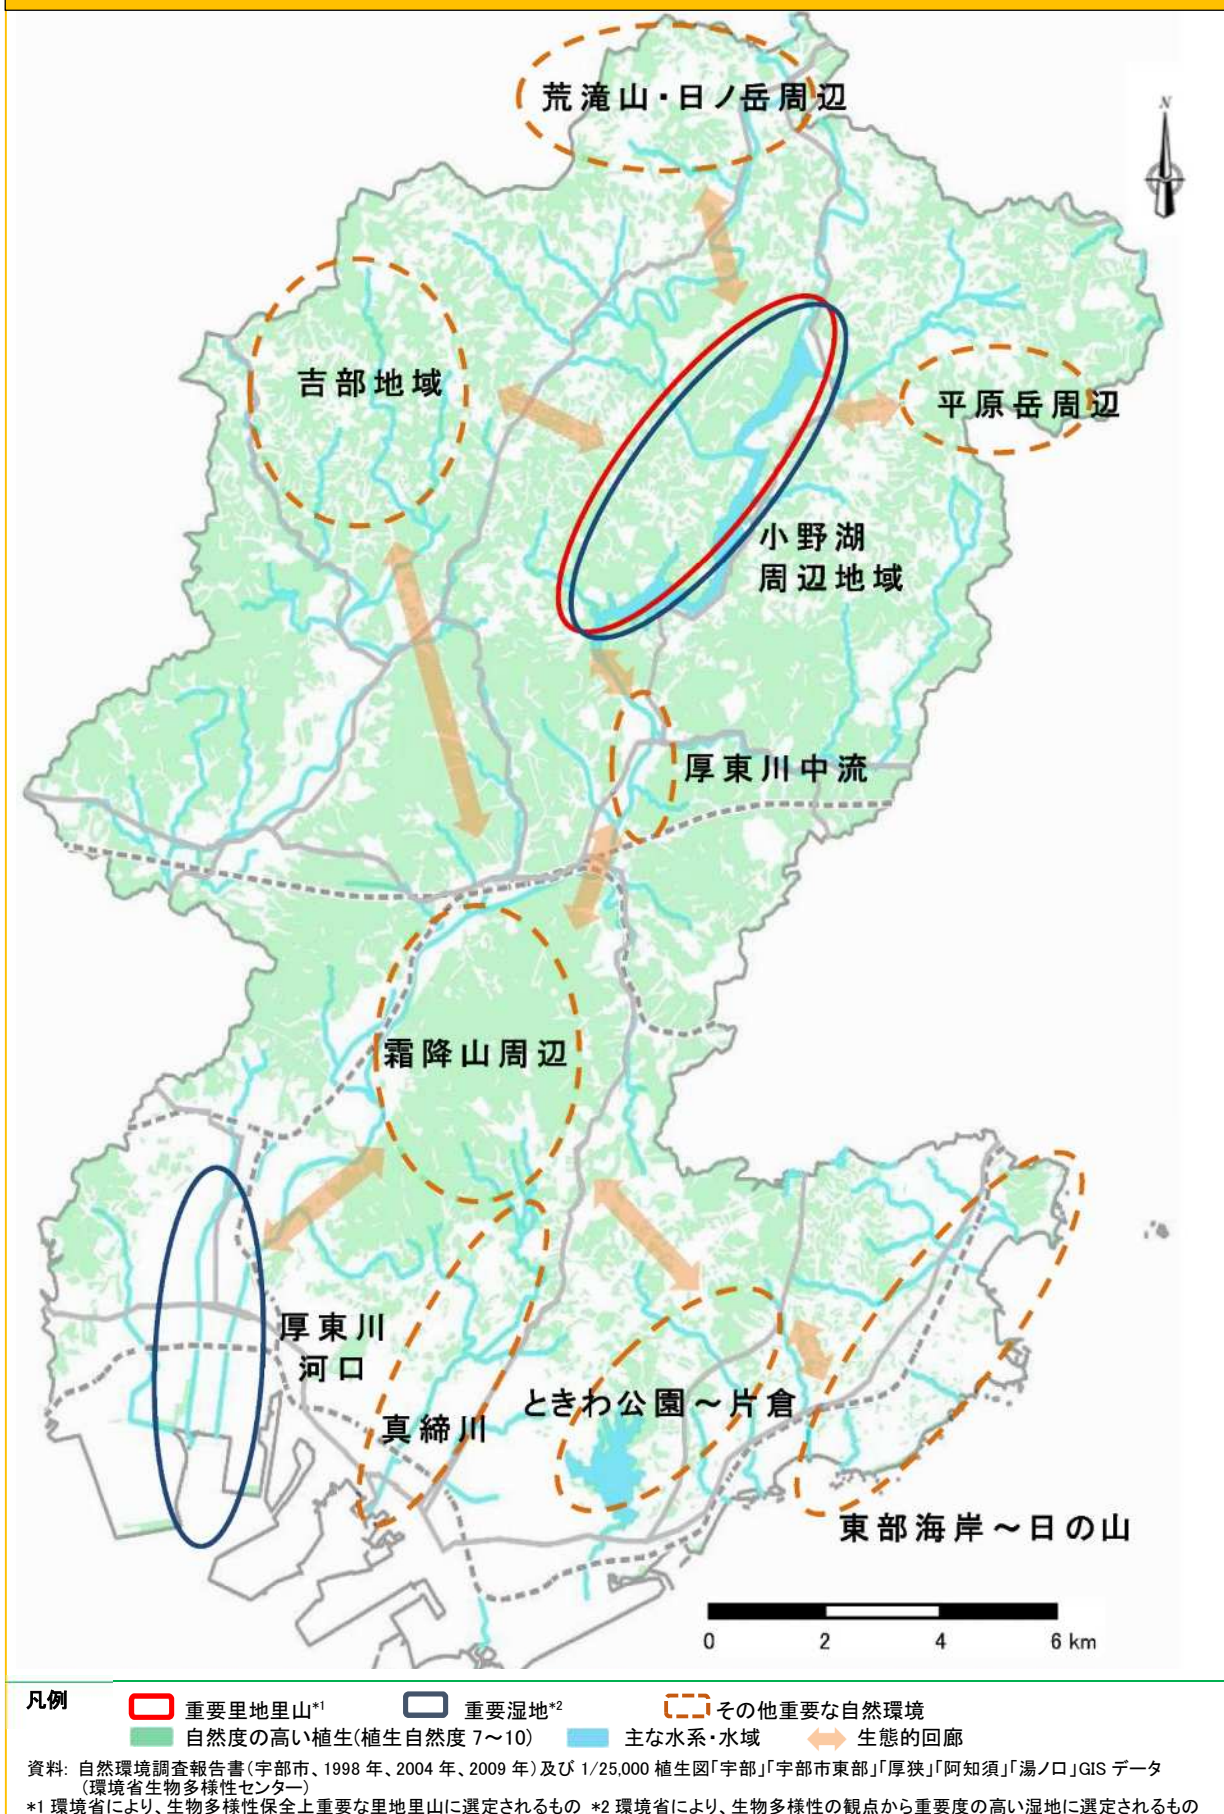 荒滝山・日ノ岳周辺
N
吉部地域
平原岳周辺
小野湖
周辺地域
厚東川中流
霜降山周辺
厚東川
河口
真締川
ときわ公園～片倉
東部海岸～日の山
0 2 4 6 km
凡例
重要里地里山*1 重要湿地*2 その他重要な自然環境
自然度の高い植生(植生自然度 7～10) 主な水系・水域 生態的回廊
資料: 自然環境調査報告書(宇部市、1998 年、2004 年、2009 年)及び 1/25,000 植生図「宇部」「宇部市東部」「厚狭」「阿知須」「湯ノ口」GIS データ
(環境省生物多様性センター)
*1 環境省により、生物多様性保全上重要な里地里山に選定されるもの *2 環境省により、生物多様性の観点から重要度の高い湿地に選定されるもの